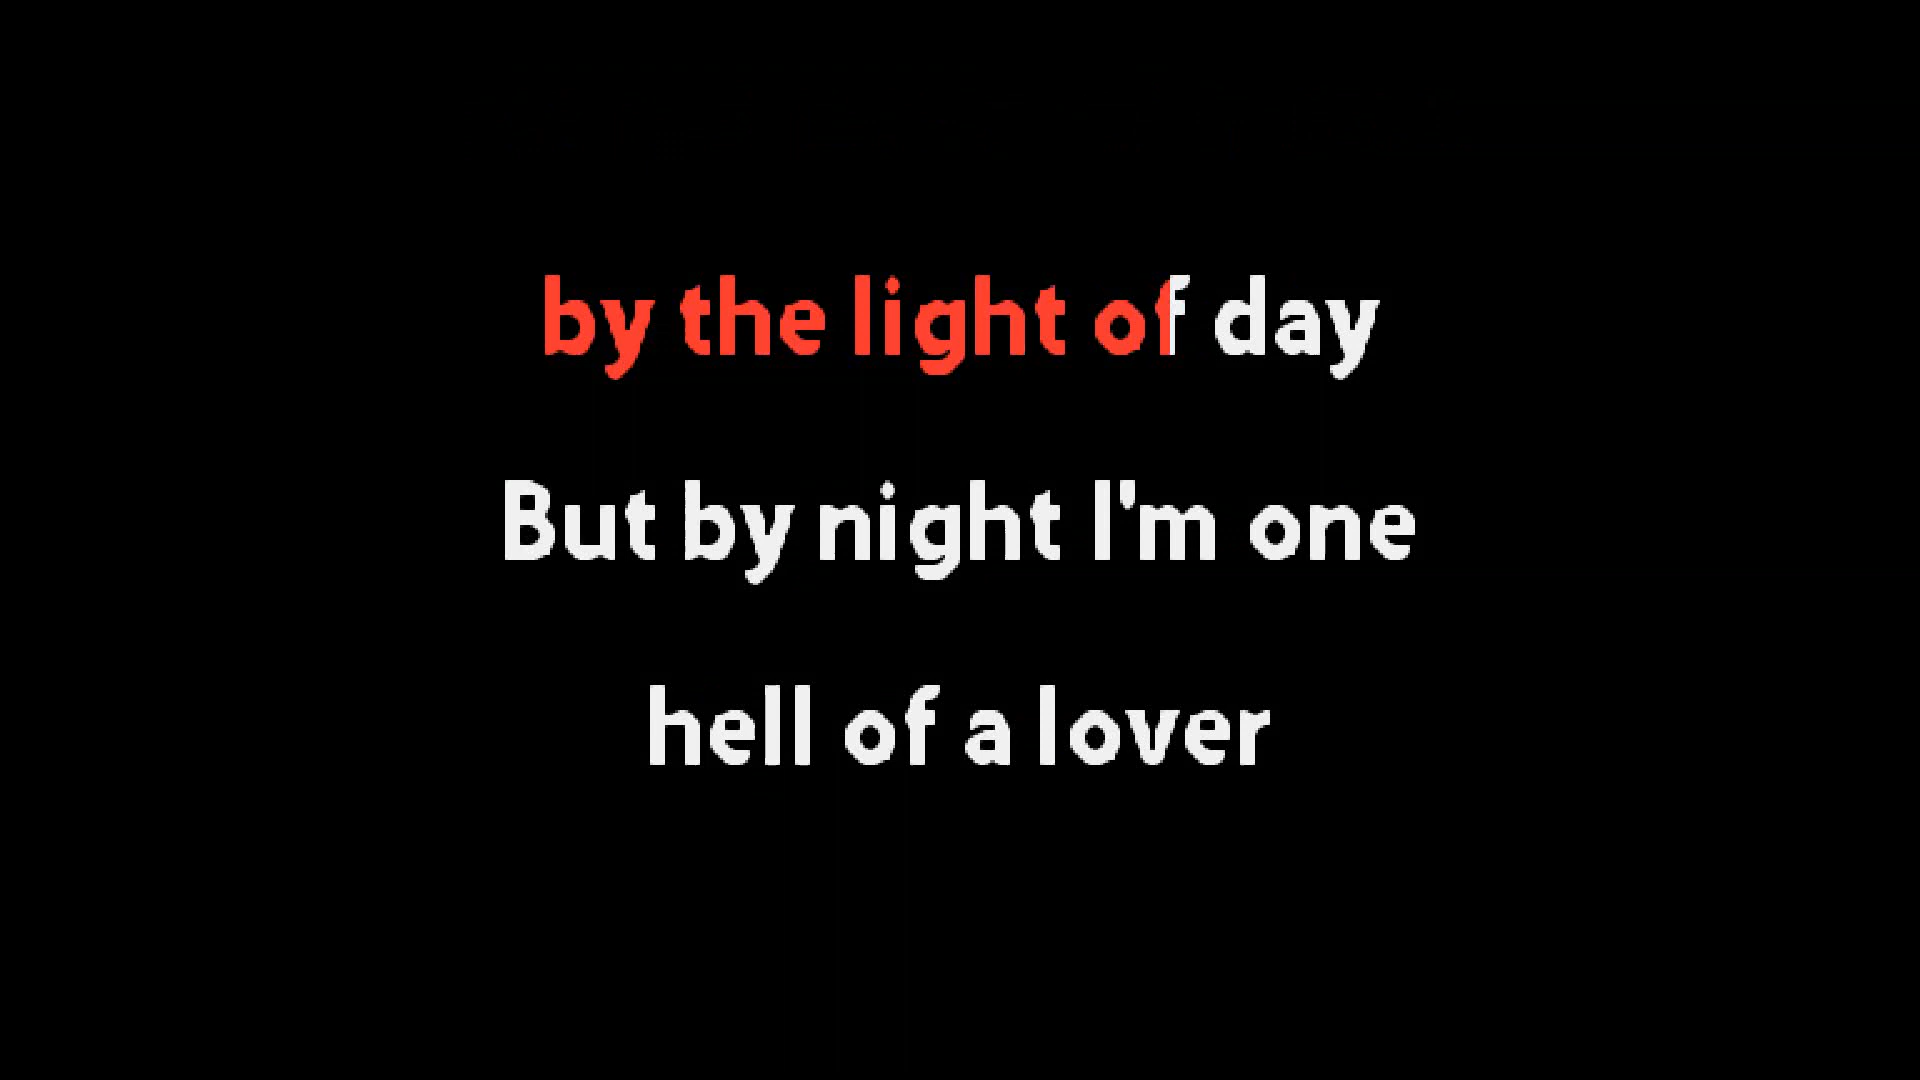 by the light of day
But by night I'm one
hell of a lover